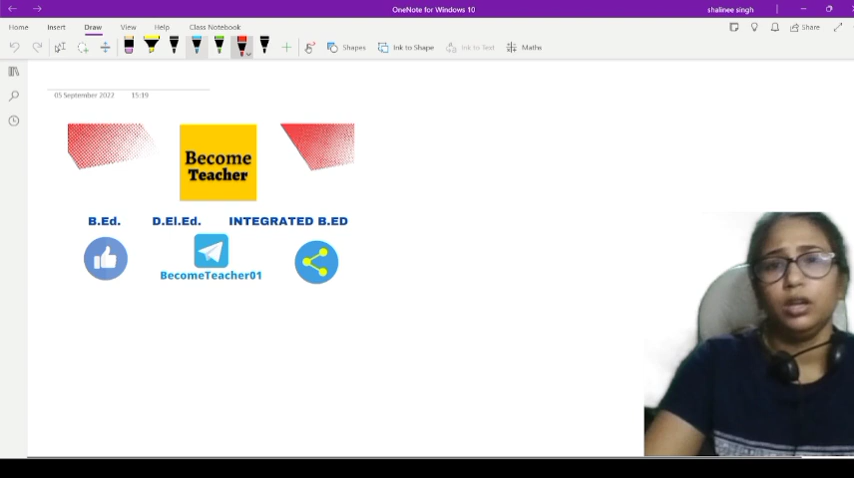 OneNote for Windows 10
shalinee singh
Home Insert Draw View Help Class Notebook
Share
Shapes Ink to Shape Ink to Text Maths
05 September 2022 15:19
Become
Teacher
B.Ed. D.El.Ed. INTEGRATED B.ED
BecomeTeacher01